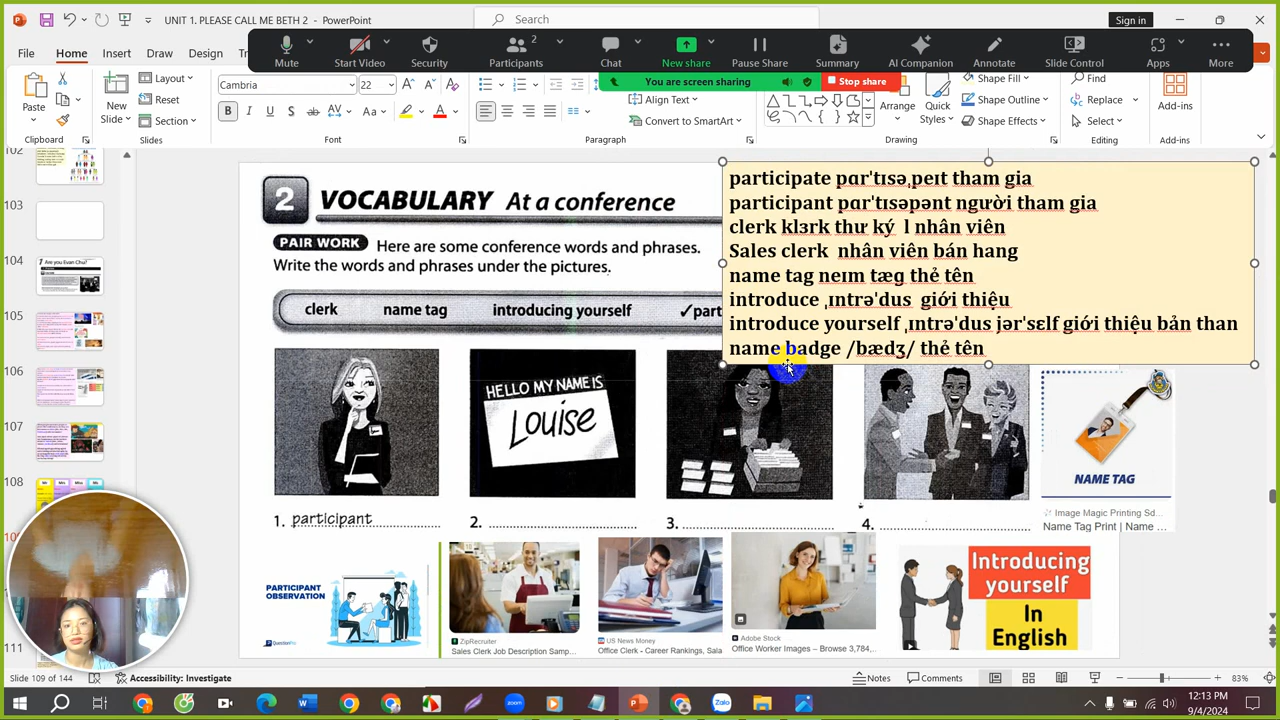 UNIT 1. PLEASE CALL ME BETH 2 - PowerPoint
Search
Sign in
File Home Insert Draw Design
Mute
Start Video
Security
2
Participants
Chat
New share
Pause Share
Summary
AI Companion
Annotate
Slide Control
Apps
More
You are screen sharing
Stop share
Paste
Clipboard
New Slide
Layout
Reset
Section
Slides
Cambria 22
Font
Align Text
Convert to SmartArt
Paragraph
Arrange
Quick Styles
Shape Fill
Shape Outline
Shape Effects
Drawing
Find
Replace
Select
Editing
Add-ins
Add-ins
102
103
104
105
106
107
108
111
2 VOCABULARY At a conference
PAIR WORK Here are some conference words and phrases.
Write the words and phrases under the pictures.
clerk name tag introducing yourself ✓part
participate pɑrˈtɪsəˌpeɪt tham gia
participant pɑrˈtɪsəpənt người tham gia
clerk klɜrk thư ký l nhân viên
Sales clerk nhân viên bán hang
name tag neɪm tæɡ thẻ tên
introduce ˌɪntrəˈdus giới thiệu
introduce yourself ˌɪntrəˈdus jərˈsɛlf giới thiệu bản than
name badge /bædʒ/ thẻ tên
HELLO MY NAME IS
Louise
NAME TAG
Image Magic Printing Sd...
Name Tag Print | Name ...
1. participant
2.
3.
4.
PARTICIPANT
OBSERVATION
QuestionPro
ZipRecruiter
Sales Clerk Job Description Samp...
US News Money
Office Clerk - Career Rankings, Sala
Adobe Stock
Office Worker Images – Browse 3,784,...
Introducing
yourself
In
English
Slide 109 of 144
Accessibility: Investigate
Notes
Comments
83%
12:13 PM
9/4/2024